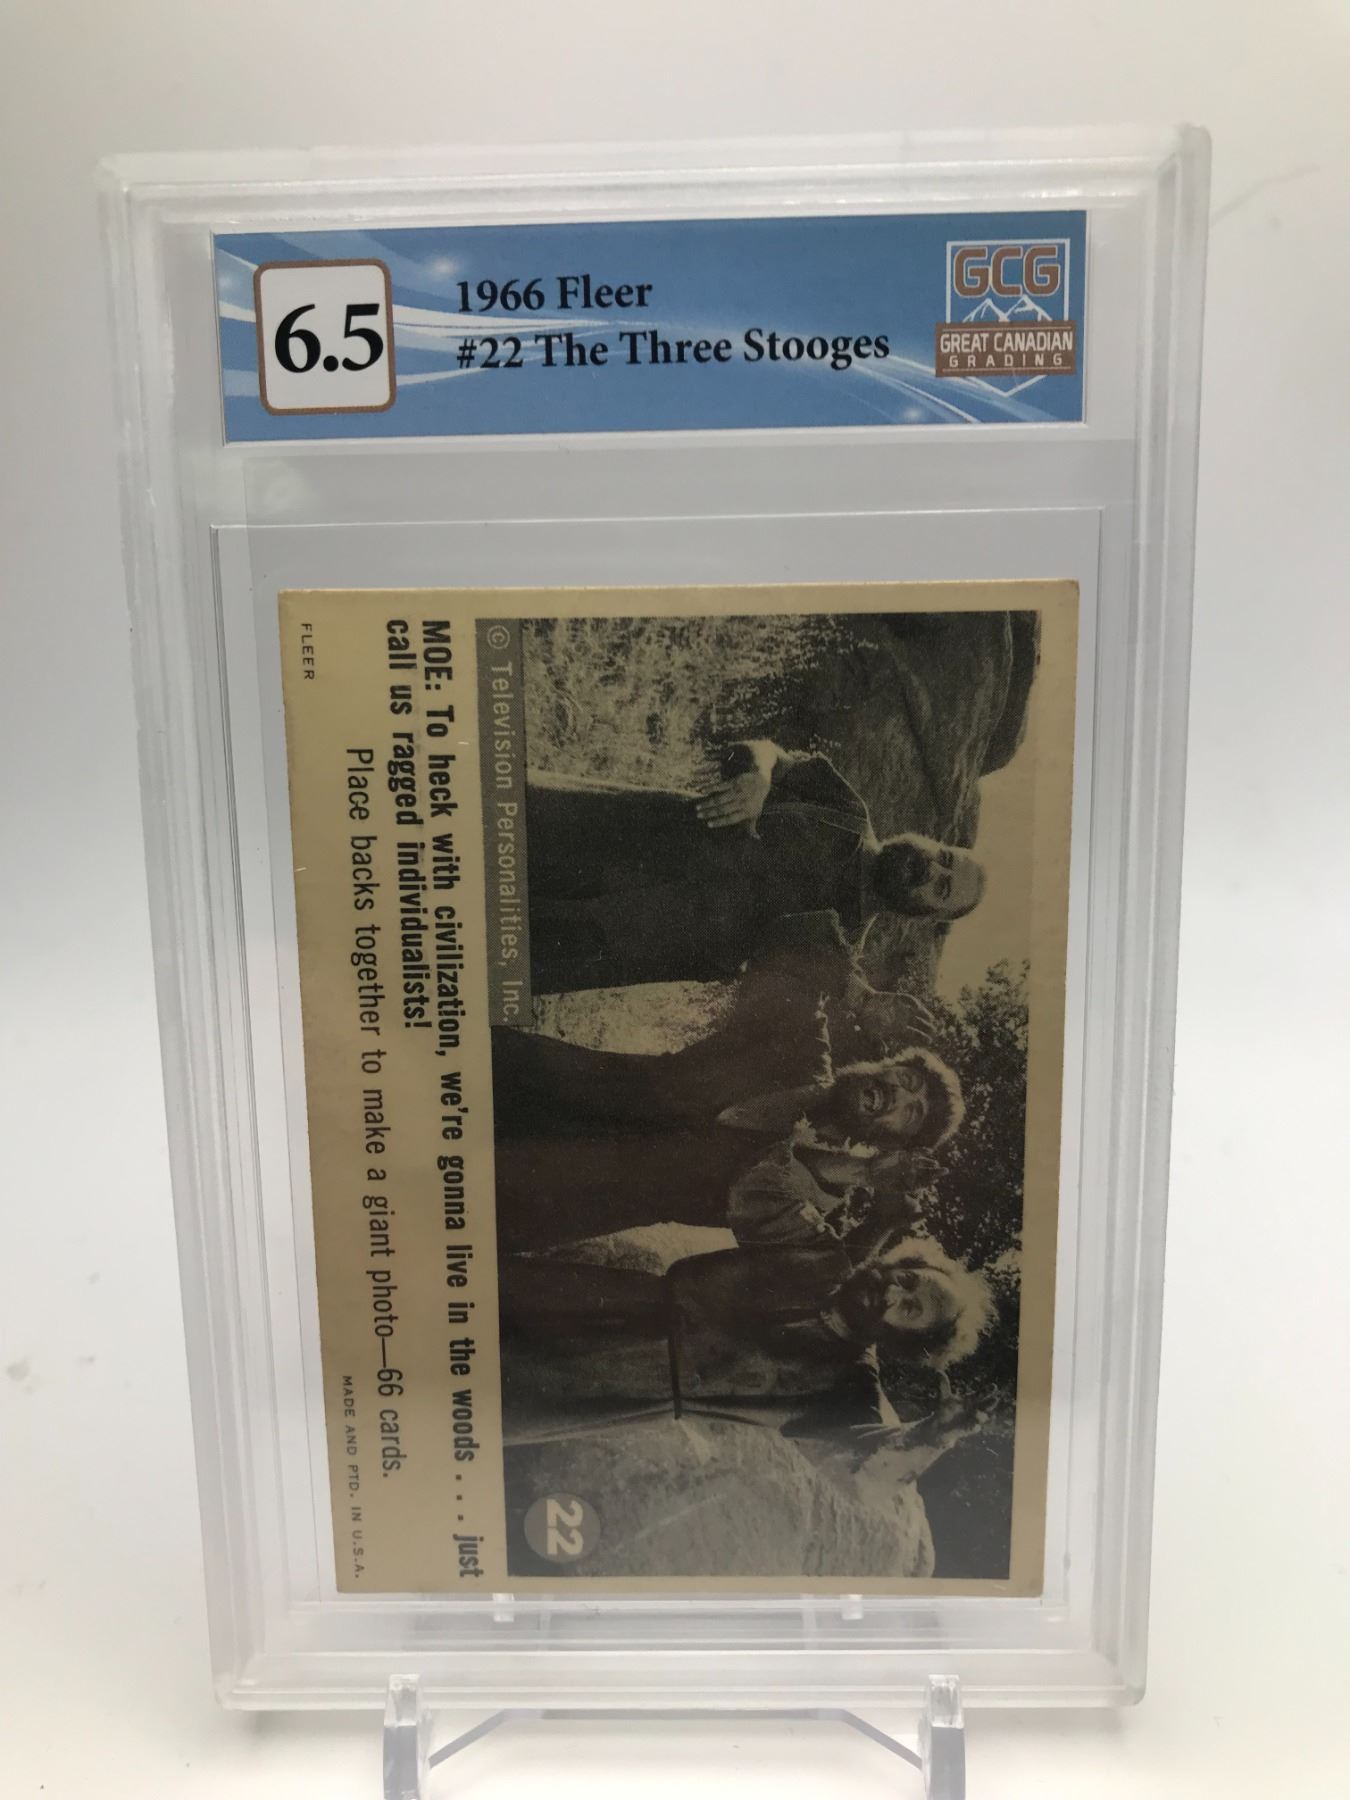 6.5
1966 Fleer
#22 The Three Stooges
GCG
GREAT CANADIAN
GRADING
© Television Personalities, Inc.
22
MOE: To heck with civilization, we're gonna live in the woods . . . just
call us ragged individualists!
Place backs together to make a giant photo—66 cards.
FLEER
MADE AND PTD. IN U.S.A.